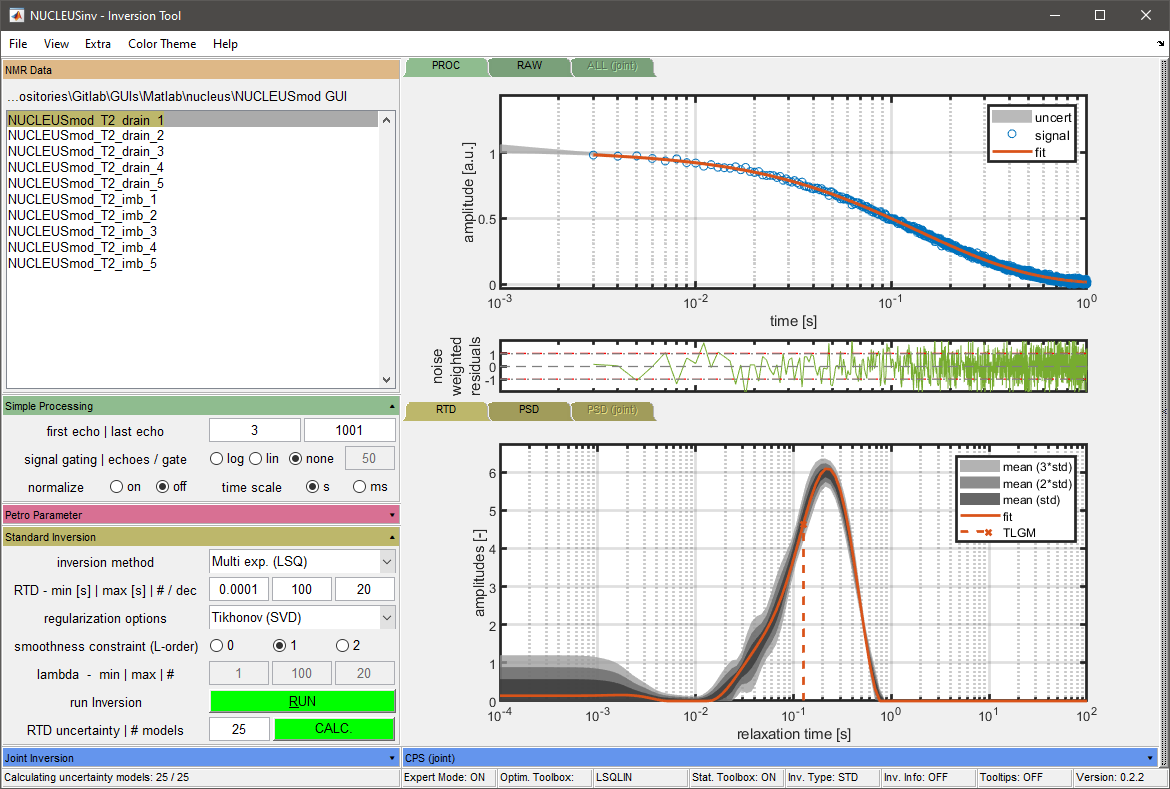 NUCLEUSinv - Inversion Tool
File View Extra Color Theme Help
NMR Data
...ositories\Gitlab\GUIs\Matlab\nucleus\NUCLEUSmod GUI
NUCLEUSmod_T2_drain_1
NUCLEUSmod_T2_drain_2
NUCLEUSmod_T2_drain_3
NUCLEUSmod_T2_drain_4
NUCLEUSmod_T2_drain_5
NUCLEUSmod_T2_imb_1
NUCLEUSmod_T2_imb_2
NUCLEUSmod_T2_imb_3
NUCLEUSmod_T2_imb_4
NUCLEUSmod_T2_imb_5
Simple Processing
first echo | last echo 3 1001
signal gating | echoes / gate log lin none 50
normalize on off time scale s ms
Petro Parameter
Standard Inversion
inversion method Multi exp. (LSQ)
RTD - min [s] | max [s] | # / dec 0.0001 100 20
regularization options Tikhonov (SVD)
smoothness constraint (L-order) 0 1 2
lambda - min | max | # 1 100 20
run Inversion RUN
RTD uncertainty | # models 25 CALC.
Joint Inversion
PROC RAW ALL (joint)
amplitude [a.u.]
1
0.5
0
uncert
signal
fit
10^-3 10^-2 10^-1 10^0
time [s]
noise
weighted
residuals
1
0
-1
RTD PSD PSD (joint)
amplitudes [-]
6
5
4
3
2
1
0
mean (3*std)
mean (2*std)
mean (std)
fit
TLGM
10^-4 10^-3 10^-2 10^-1 10^0 10^1 10^2
relaxation time [s]
CPS (joint)
Calculating uncertainty models: 25 / 25 Expert Mode: ON Optim. Toolbox: LSQLIN Stat. Toolbox: ON Inv. Type: STD Inv. Info: OFF Tooltips: OFF Version: 0.2.2